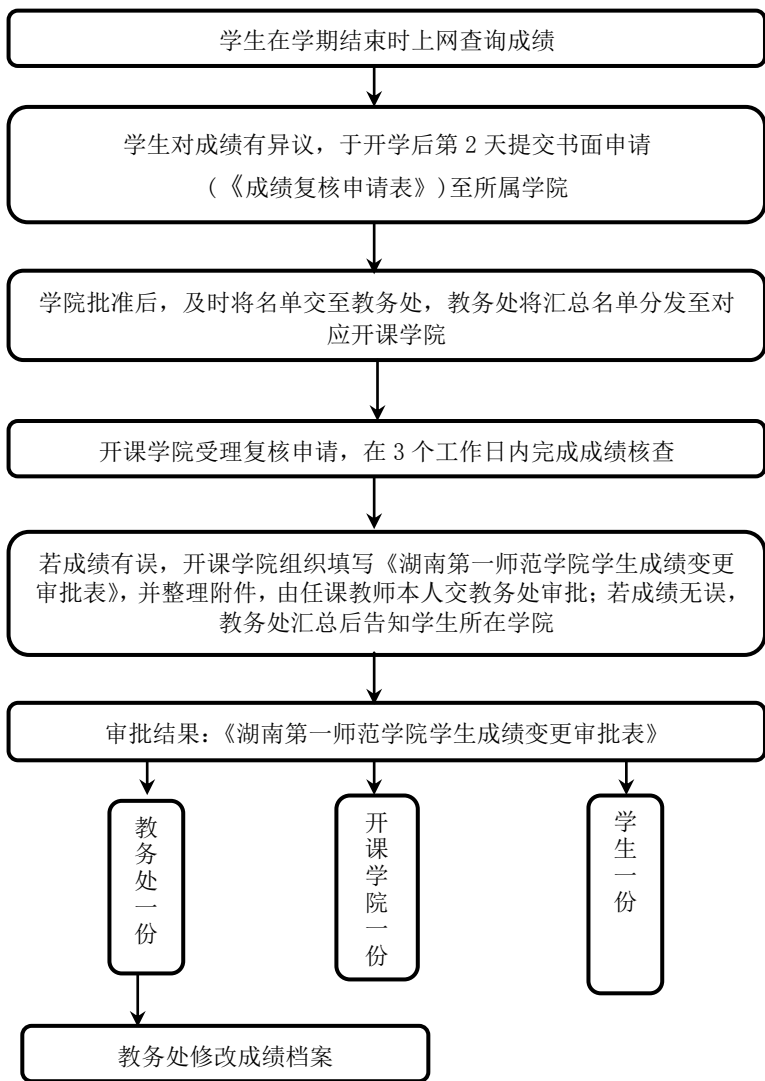 学生在学期结束时上网查询成绩
学生对成绩有异议，于开学后第 2 天提交书面申请
(《成绩复核申请表》)至所属学院
学院批准后，及时将名单交至教务处，教务处将汇总名单分发至对
应开课学院
开课学院受理复核申请，在 3 个工作日内完成成绩核查
若成绩有误，开课学院组织填写《湖南第一师范学院学生成绩变更
审批表》，并整理附件，由任课教师本人交教务处审批；若成绩无误，
教务处汇总后告知学生所在学院
审批结果：《湖南第一师范学院学生成绩变更审批表》
教务处一份
开课学院一份
学生一份
教务处修改成绩档案